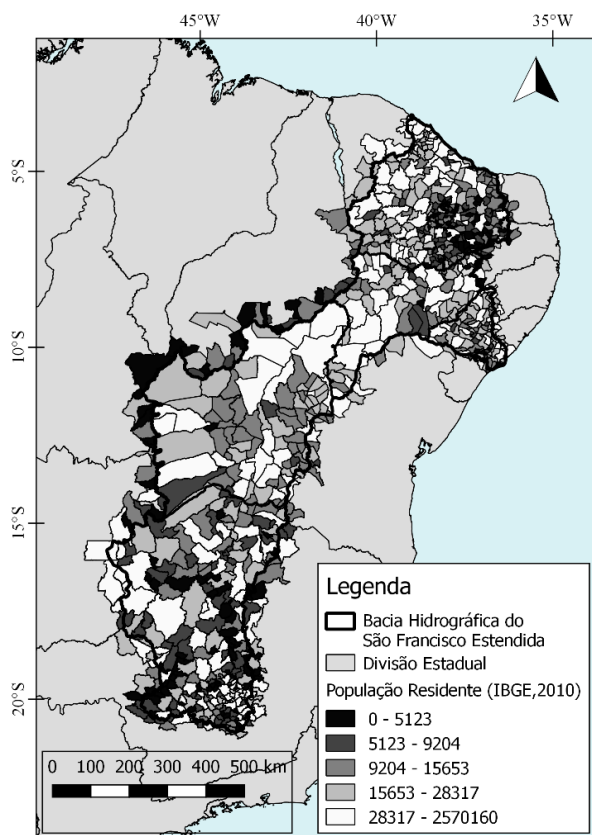 45°W 40°W 35°W
5°S
10°S
15°S
20°S
Legenda
Bacia Hidrográfica do
São Francisco Estendida
Divisão Estadual
População Residente (IBGE,2010)
0 - 5123
5123 - 9204
9204 - 15653
15653 - 28317
28317 - 2570160
0 100 200 300 400 500 km